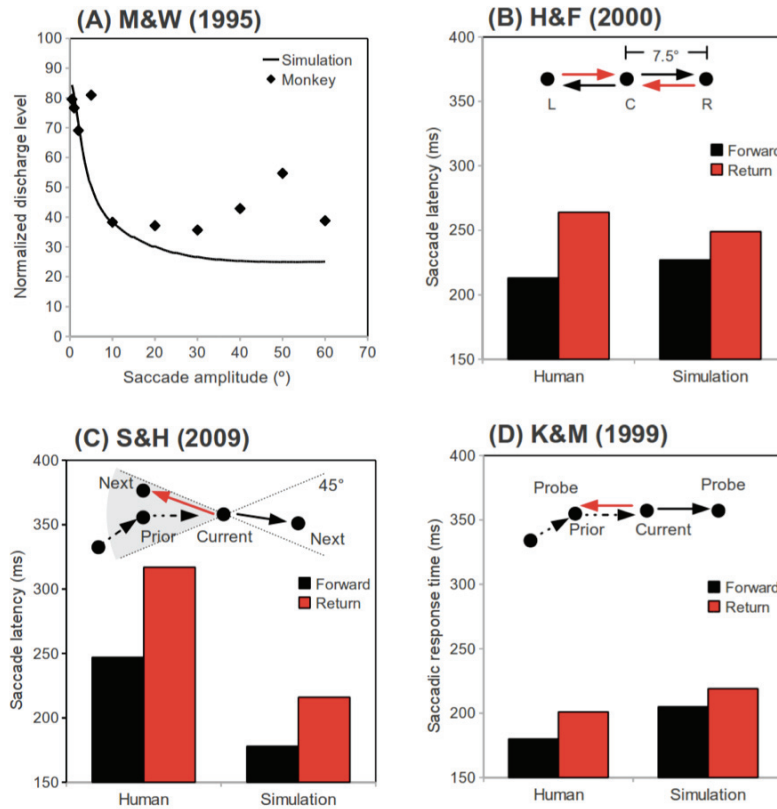 (A) M&W (1995)
100
90
80
70
60
50
40
30
20
10
0
Normalized discharge level
Simulation
Monkey
0 10 20 30 40 50 60 70
Saccade amplitude (º)
(B) H&F (2000)
400
350
300
250
200
150
Saccade latency (ms)
7.5°
L C R
Forward
Return
Human Simulation
(C) S&H (2009)
400
350
300
250
200
150
Saccade latency (ms)
Next
45°
Prior Current
Next
Forward
Return
Human Simulation
(D) K&M (1999)
400
350
300
250
200
150
Saccadic response time (ms)
Probe Probe
Prior Current
Forward
Return
Human Simulation